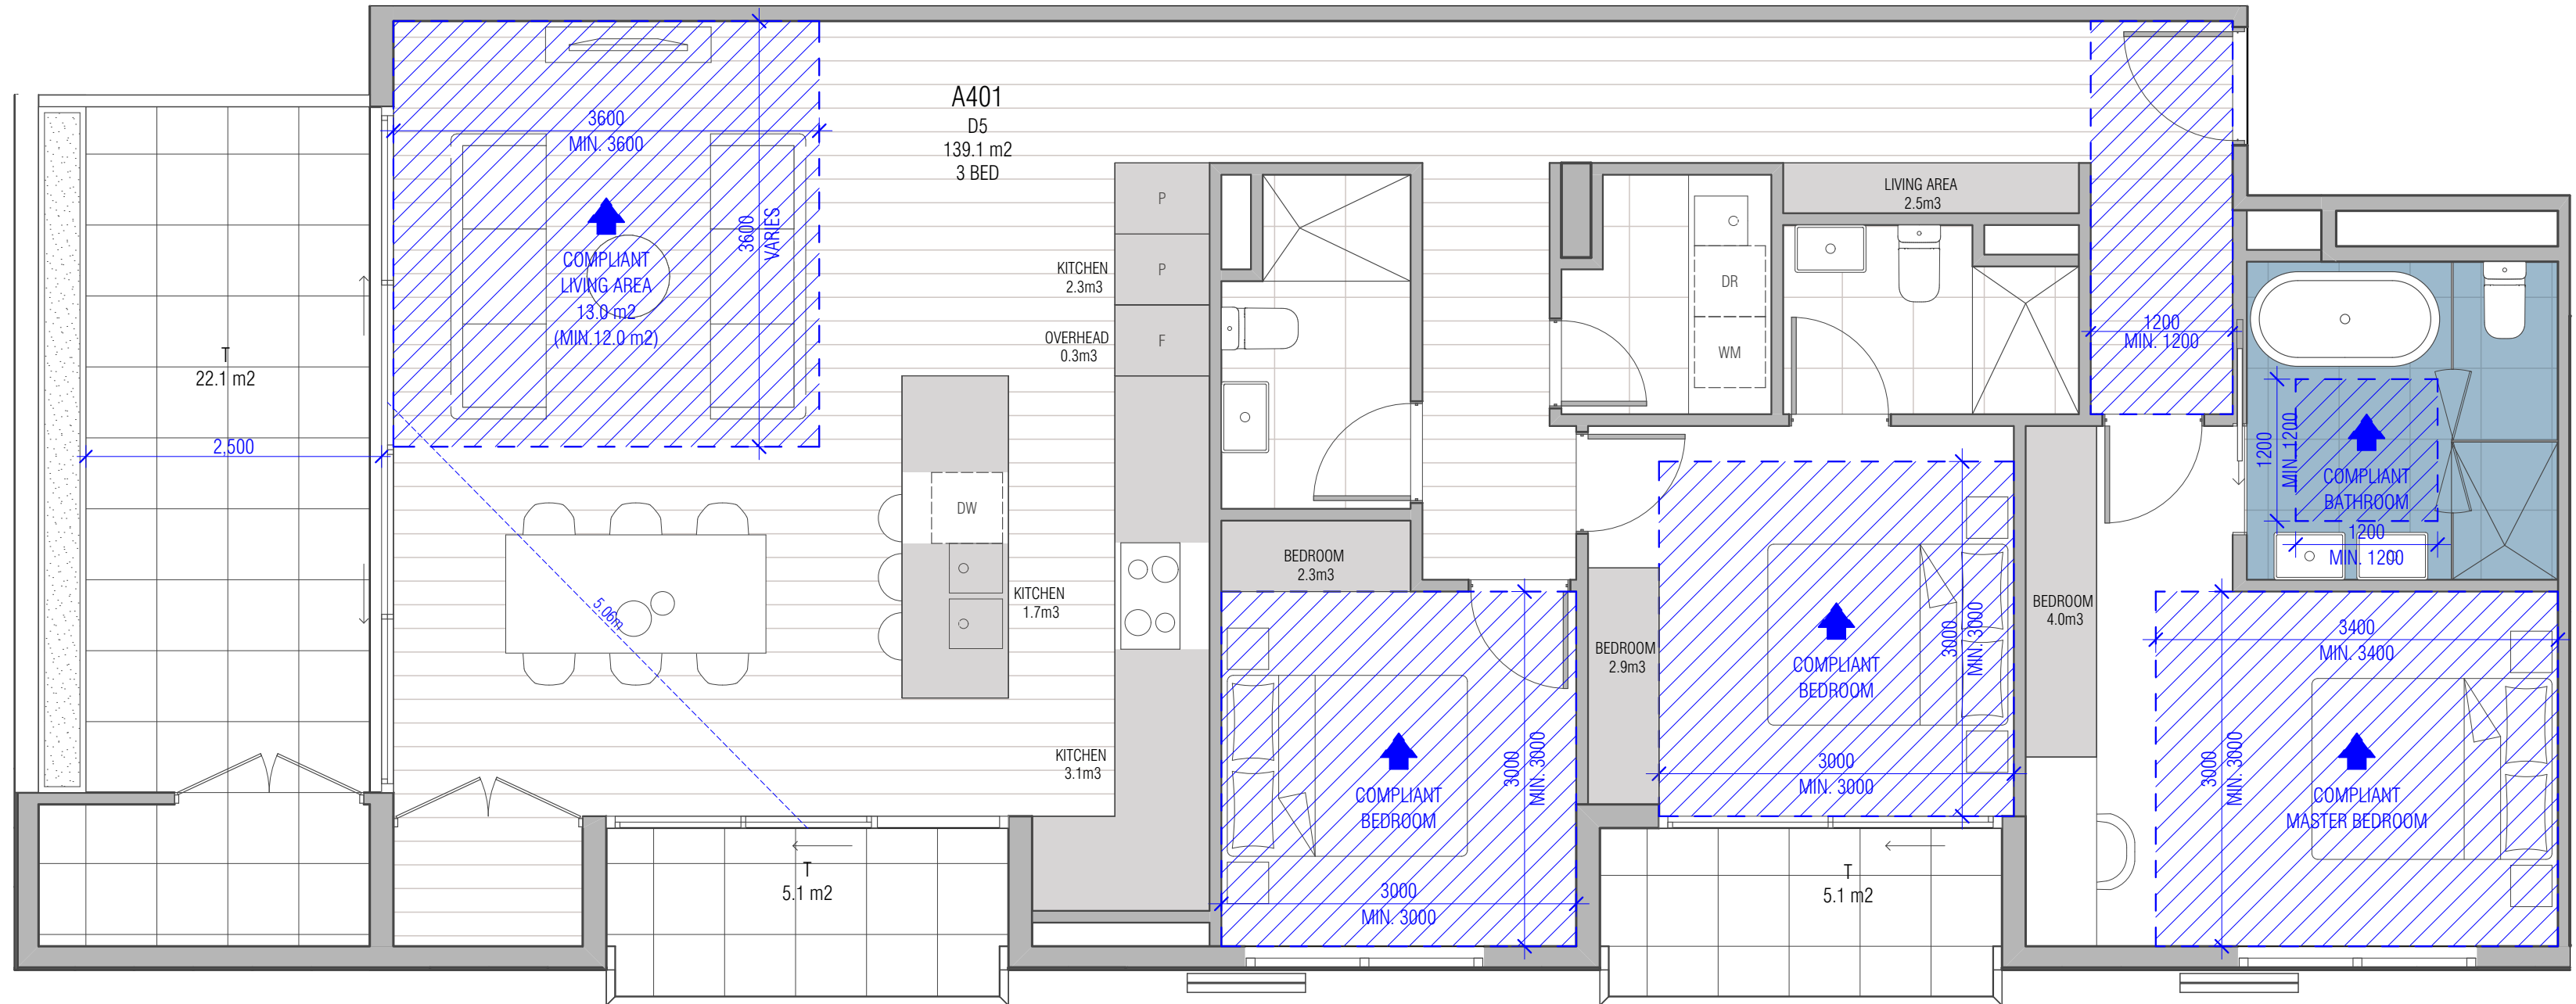 A401
D5
139.1 m2
3 BED
3600
MIN. 3600
3600
VARIES
COMPLIANT
LIVING AREA
13.0 m2
(MIN.12.0 m2)
T
22.1 m2
2,500
5.06m
P
P
F
KITCHEN
2.3m3
OVERHEAD
0.3m3
DW
KITCHEN
1.7m3
KITCHEN
3.1m3
T
5.1 m2
BEDROOM
2.3m3
COMPLIANT
BEDROOM
3000
MIN. 3000
3000
MIN. 3000
DR
WM
LIVING AREA
2.5m3
BEDROOM
2.9m3
COMPLIANT
BEDROOM
3000
MIN. 3000
3000
MIN. 3000
T
5.1 m2
1200
MIN. 1200
BEDROOM
4.0m3
1200
MIN. 1200
COMPLIANT
BATHROOM
1200
MIN. 1200
3400
MIN. 3400
3000
MIN. 3000
COMPLIANT
MASTER BEDROOM